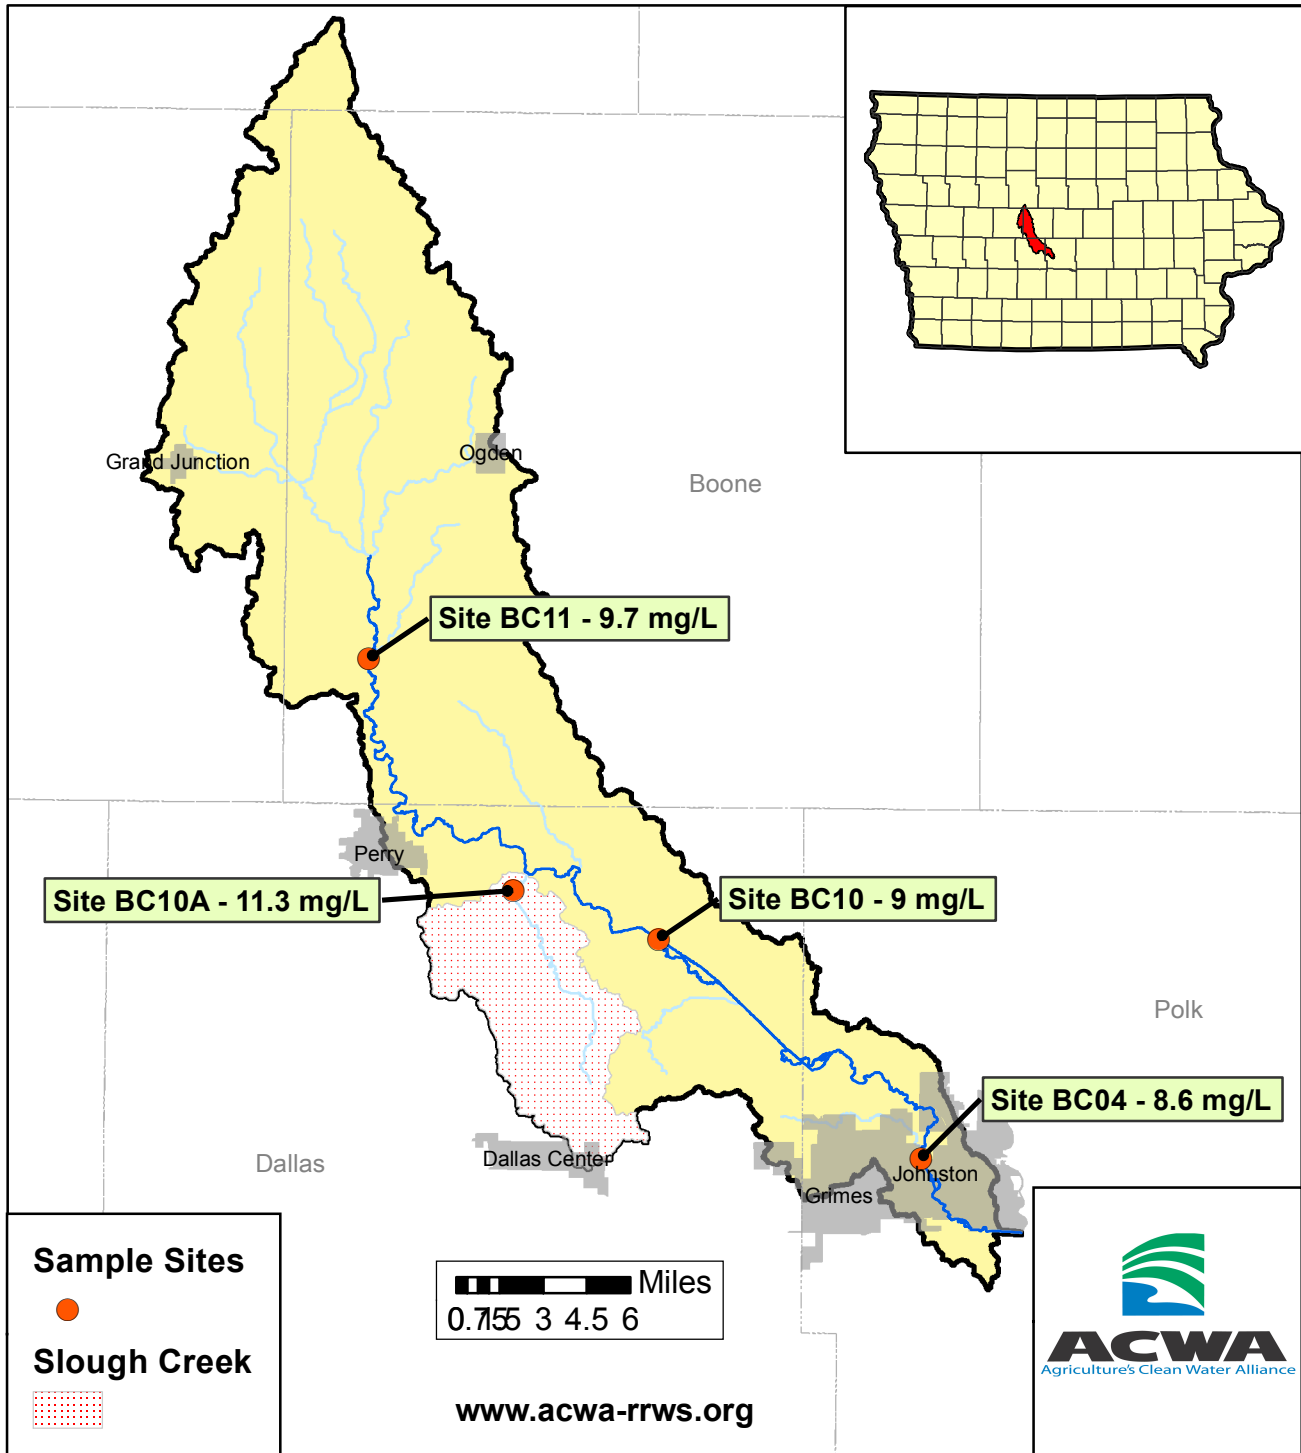 Grand Junction
Ogden
Boone
Site BC11 - 9.7 mg/L
Perry
Site BC10A - 11.3 mg/L
Site BC10 - 9 mg/L
Polk
Site BC04 - 8.6 mg/L
Dallas
Dallas Center
Johnston
Grimes
Sample Sites
Slough Creek
Miles
3 4.5 6
www.acwa-rrws.org
ACWA
Agriculture's Clean Water Alliance